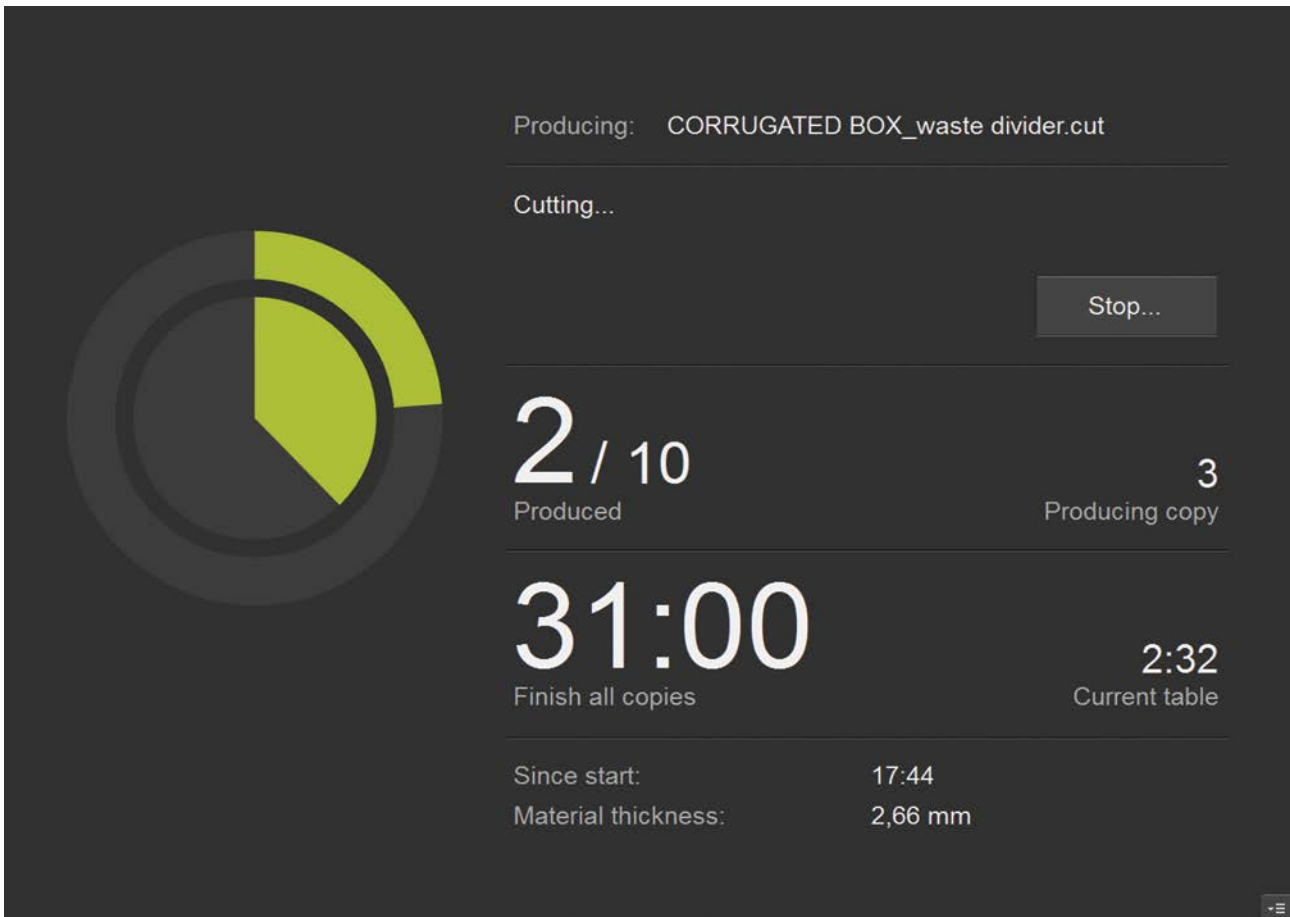 Producing: CORRUGATED BOX_waste divider.cut
Cutting...
Stop...
2 / 10
Produced
3
Producing copy
31:00
Finish all copies
2:32
Current table
Since start: 17:44
Material thickness: 2,66 mm